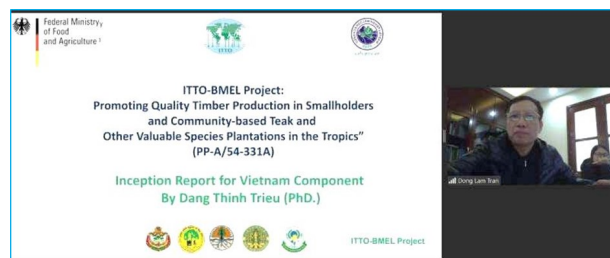 Federal Ministry
of Food
and Agriculture
ITTO
ITTO-BMEL Project:
Promoting Quality Timber Production in Smallholders
and Community-based Teak and
Other Valuable Species Plantations in the Tropics”
(PP-A/54-331A)
Inception Report for Vietnam Component
By Dang Thinh Trieu (PhD.)
ITTO-BMEL Project
Dong Lam Tran